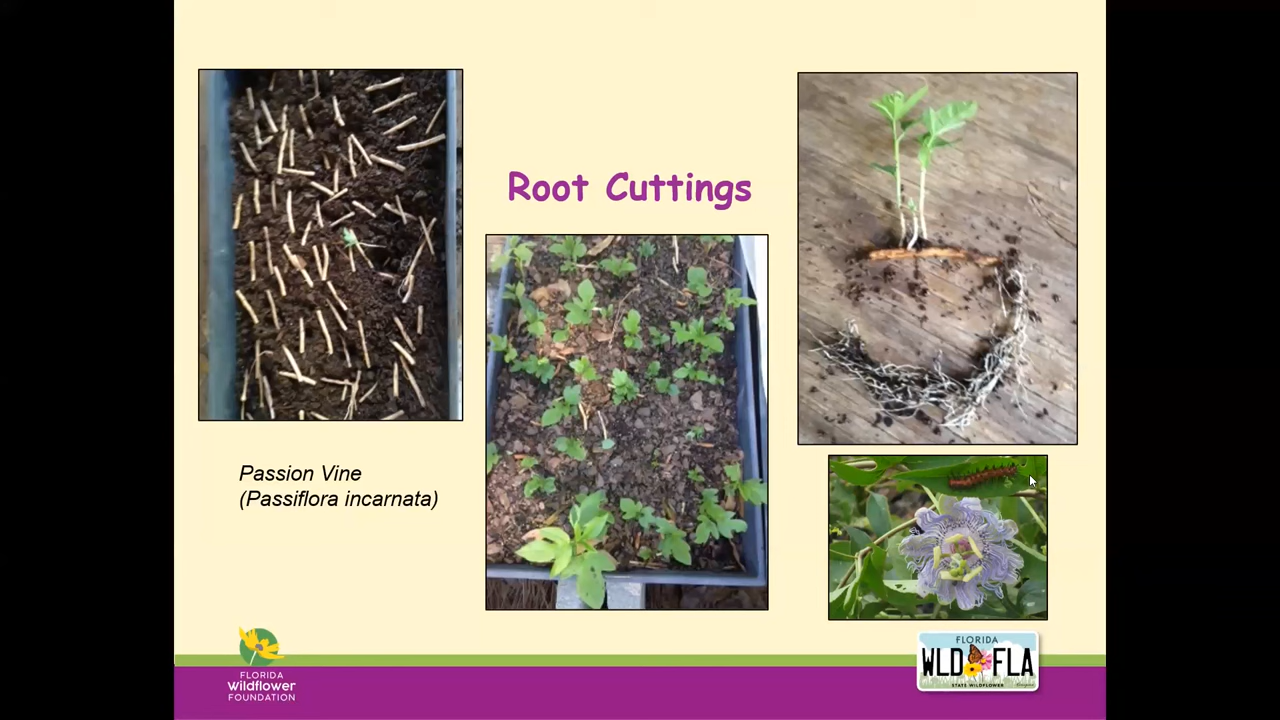 Root Cuttings
Passion Vine
(Passiflora incarnata)
FLORIDA
wildflower
FOUNDATION
FLORIDA
WLD FLA
STATE WILDFLOWER